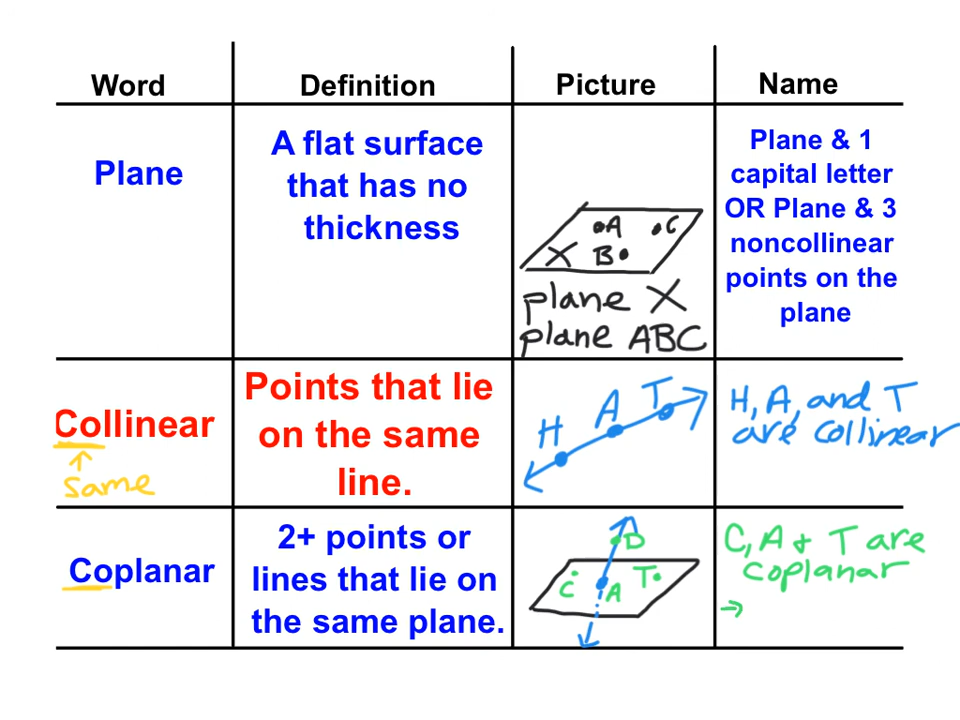 Word Definition Picture Name
Plane
A flat surface
that has no
thickness
A C
X B
plane X
plane ABC
Plane & 1
capital letter
OR Plane & 3
noncollinear
points on the
plane
Collinear
same
Points that lie
on the same
line.
H A T
H, A, and T
are collinear
Coplanar
2+ points or
lines that lie on
the same plane.
D
C A T
C, A & T are
coplanar